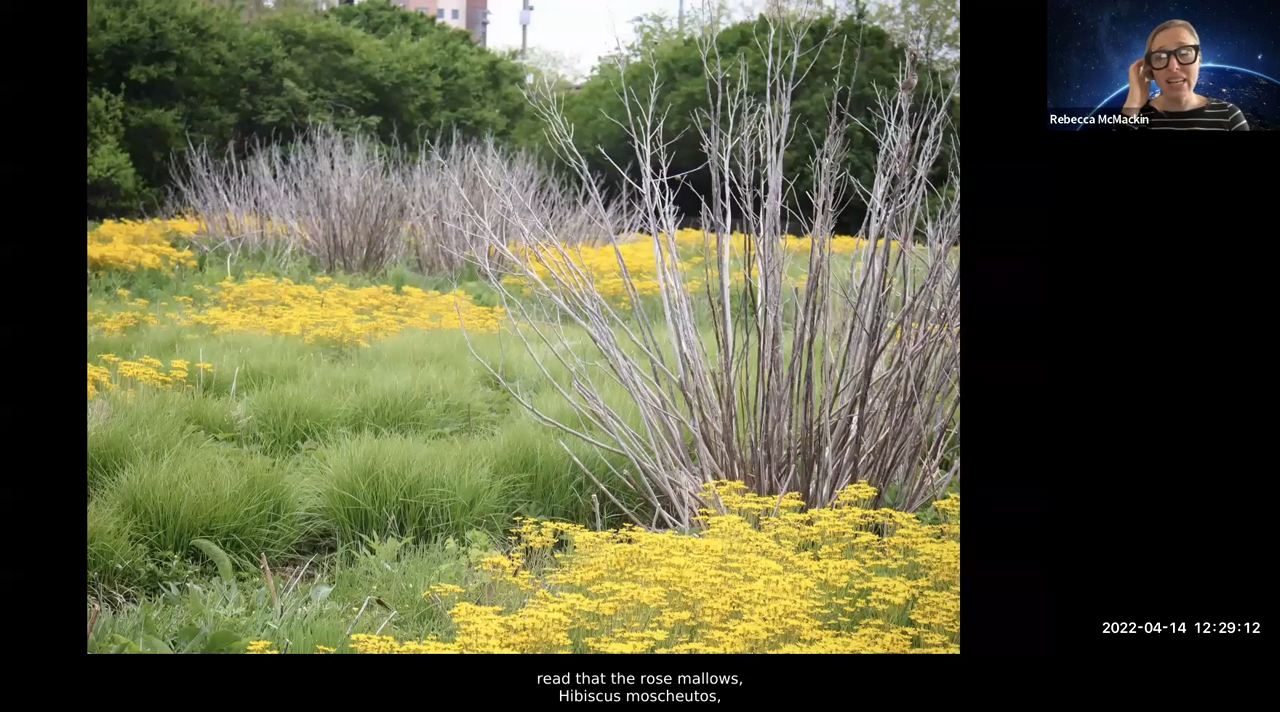 Rebecca McMackin
2022-04-14 12:29:12
read that the rose mallows,
Hibiscus moscheutos,